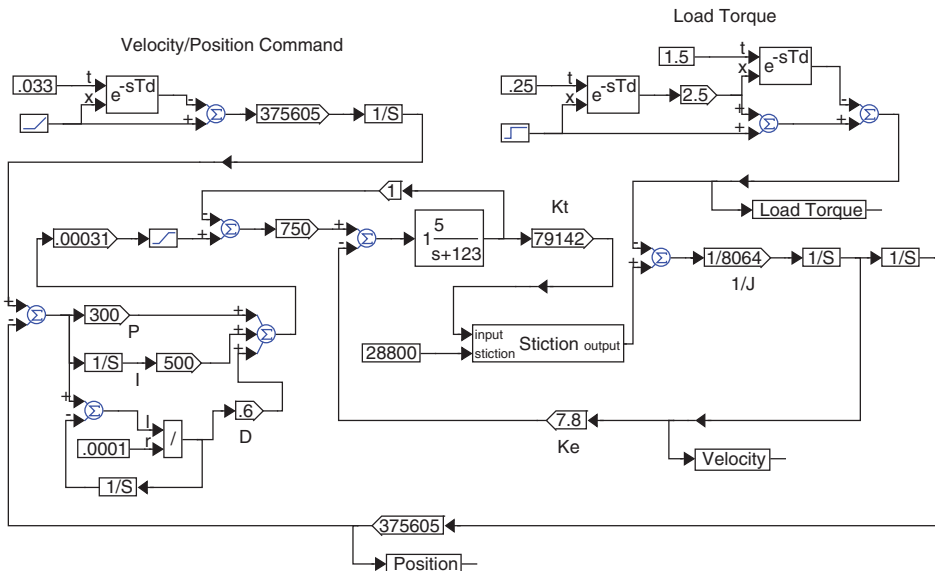 Load Torque
Velocity/Position Command
.033
t
x
e-sTd
-
+
Σ
375605
1/S
.25
t
x
e-sTd
2.5
1.5
t
x
e-sTd
-
+
Σ
+
+
Σ
Load Torque
.00031
-
+
Σ
750
1
+
-
Σ
1 5
s+123
Kt
79142
-
+
Σ
1/8064
1/J
1/S
1/S
+
-
Σ
300
P
1/S
I
500
+
+
+
Σ
input
stiction
Stiction output
28800
+
-
Σ
.0001
l
r
/
.6
D
1/S
7.8
Ke
Velocity
375605
Position